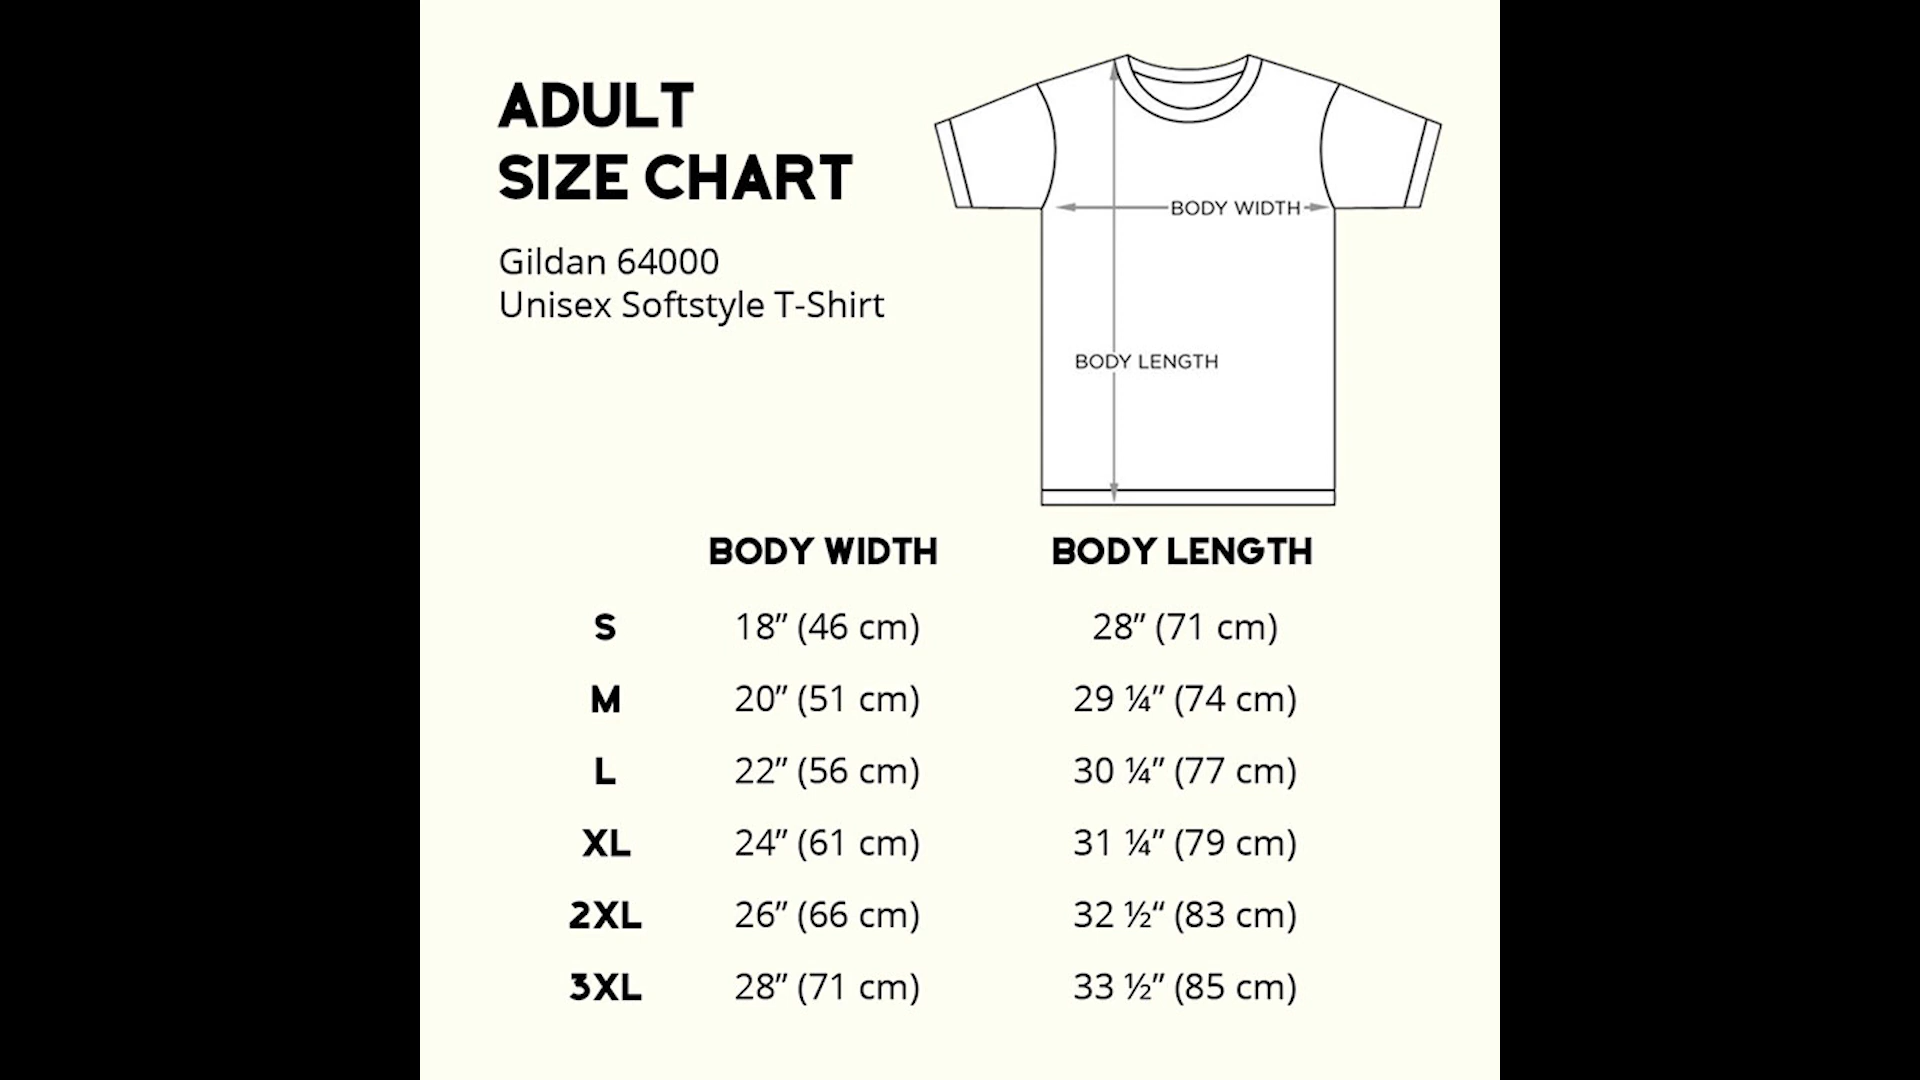 ADULT
SIZE CHART
Gildan 64000
Unisex Softstyle T-Shirt
BODY WIDTH
BODY LENGTH
BODY WIDTH BODY LENGTH
S 18” (46 cm) 28” (71 cm)
M 20” (51 cm) 29 ¼” (74 cm)
L 22” (56 cm) 30 ¼” (77 cm)
XL 24” (61 cm) 31 ¼” (79 cm)
2XL 26” (66 cm) 32 ½“ (83 cm)
3XL 28” (71 cm) 33 ½” (85 cm)